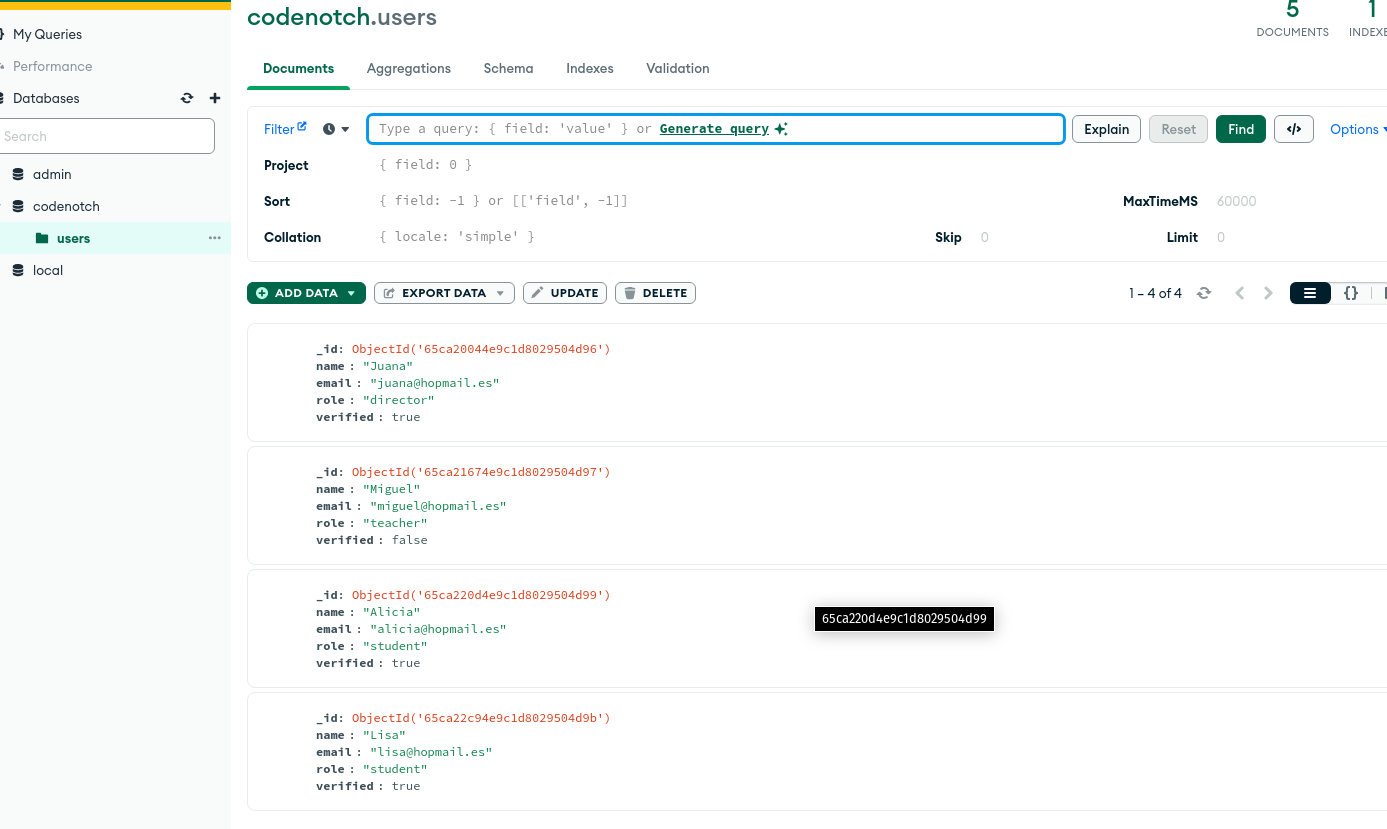 codenotch.users
5
DOCUMENTS
1
My Queries
Performance
Databases
Search
admin
codenotch
users
local
Documents
Aggregations
Schema
Indexes
Validation
Filter
Type a query: { field: 'value' } or Generate query
Explain
Reset
Find
</>
Options
Project
{ field: 0 }
Sort
{ field: -1 } or [['field', -1]]
MaxTimeMS
60000
Collation
{ locale: 'simple' }
Skip
0
Limit
0
ADD DATA
EXPORT DATA
UPDATE
DELETE
1 – 4 of 4
{}
_id: ObjectId('65ca20044e9c1d8029504d96')
name: "Juana"
email: "juana@hopmail.es"
role: "director"
verified: true
_id: ObjectId('65ca21674e9c1d8029504d97')
name: "Miguel"
email: "miguel@hopmail.es"
role: "teacher"
verified: false
_id: ObjectId('65ca220d4e9c1d8029504d99')
name: "Alicia"
email: "alicia@hopmail.es"
role: "student"
verified: true
65ca220d4e9c1d8029504d99
_id: ObjectId('65ca22c94e9c1d8029504d9b')
name: "Lisa"
email: "lisa@hopmail.es"
role: "student"
verified: true